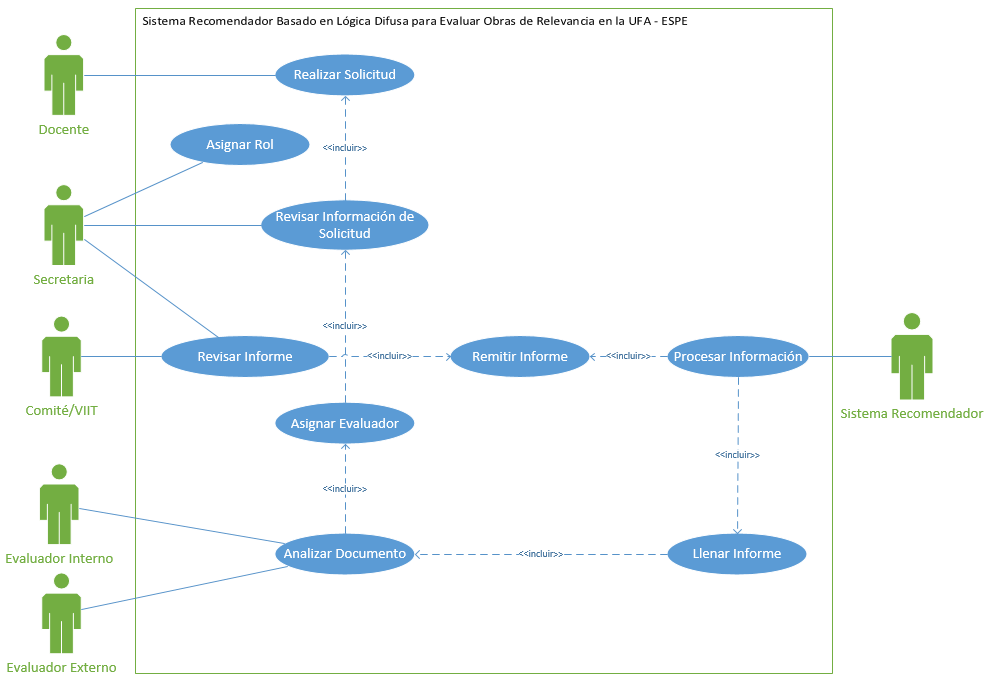 Sistema Recomendador Basado en Lógica Difusa para Evaluar Obras de Relevancia en la UFA - ESPE
Realizar Solicitud
Docente
Asignar Rol
<<incluir>>
Revisar Información de
Solicitud
Secretaria
<<incluir>>
Revisar Informe
<<incluir>>
Remitir Informe
<<incluir>>
Procesar Información
Comité/VIIT
Sistema Recomendador
Asignar Evaluador
<<incluir>>
<<incluir>>
Evaluador Interno
Analizar Documento
<<incluir>>
Llenar Informe
Evaluador Externo